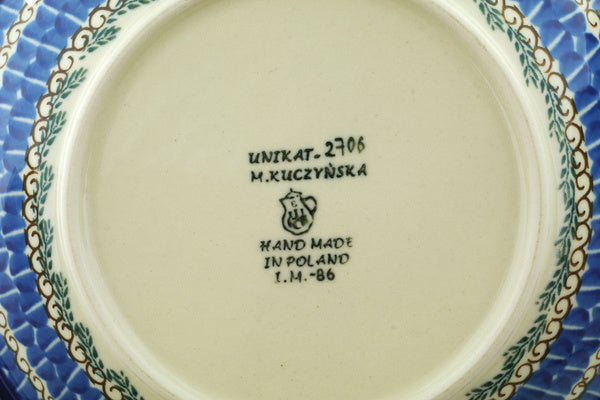 UNIKAT-2706
M.KUCZYŃSKA
HAND MADE
IN POLAND
I.M.-86